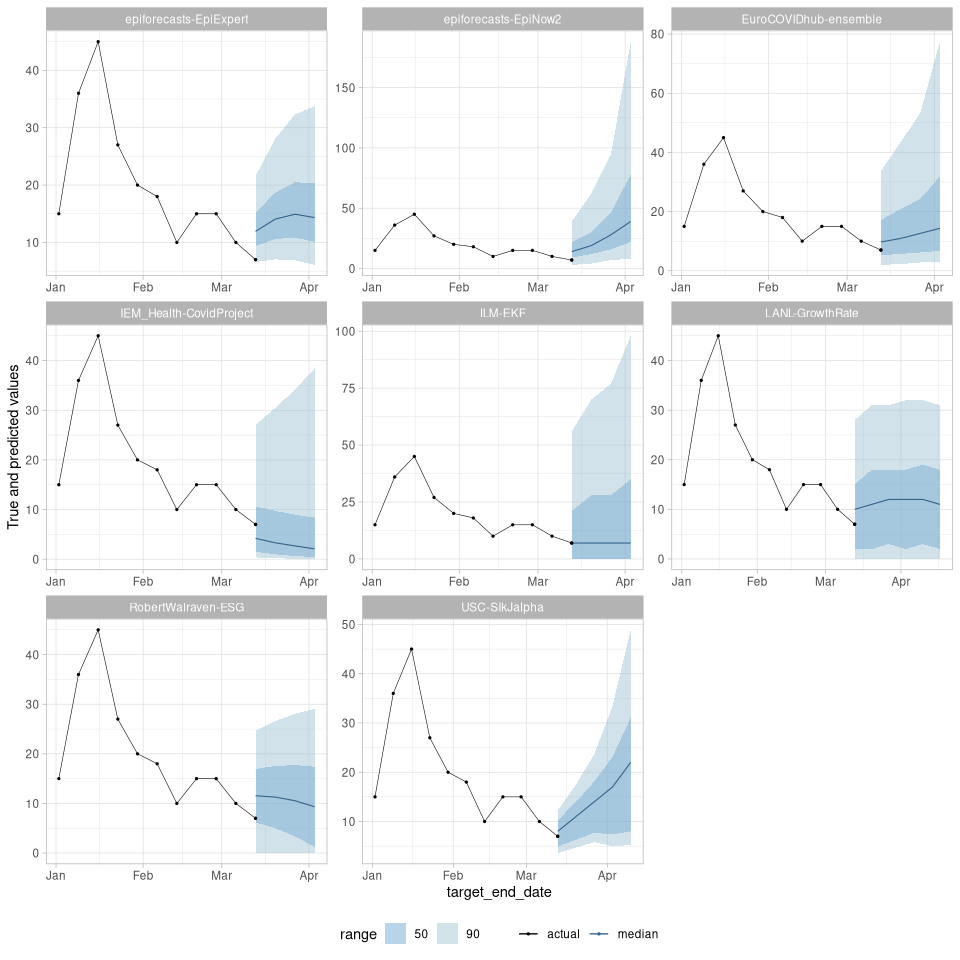 epiforecasts-EpiExpert
epiforecasts-EpiNow2
EuroCOVIDhub-ensemble
40
30
20
10
Jan Feb Mar Apr
150
100
50
0
Jan Feb Mar Apr
80
60
40
20
0
Jan Feb Mar Apr
True and predicted values
IEM_Health-CovidProject
ILM-EKF
LANL-GrowthRate
40
30
20
10
0
Jan Feb Mar Apr
100
75
50
25
0
Jan Feb Mar Apr
40
30
20
10
0
Jan Feb Mar Apr
RobertWalraven-ESG
USC-SIkJalpha
40
30
20
10
0
Jan Feb Mar Apr
50
40
30
20
10
Jan Feb Mar Apr
target_end_date
range 50 90 actual median